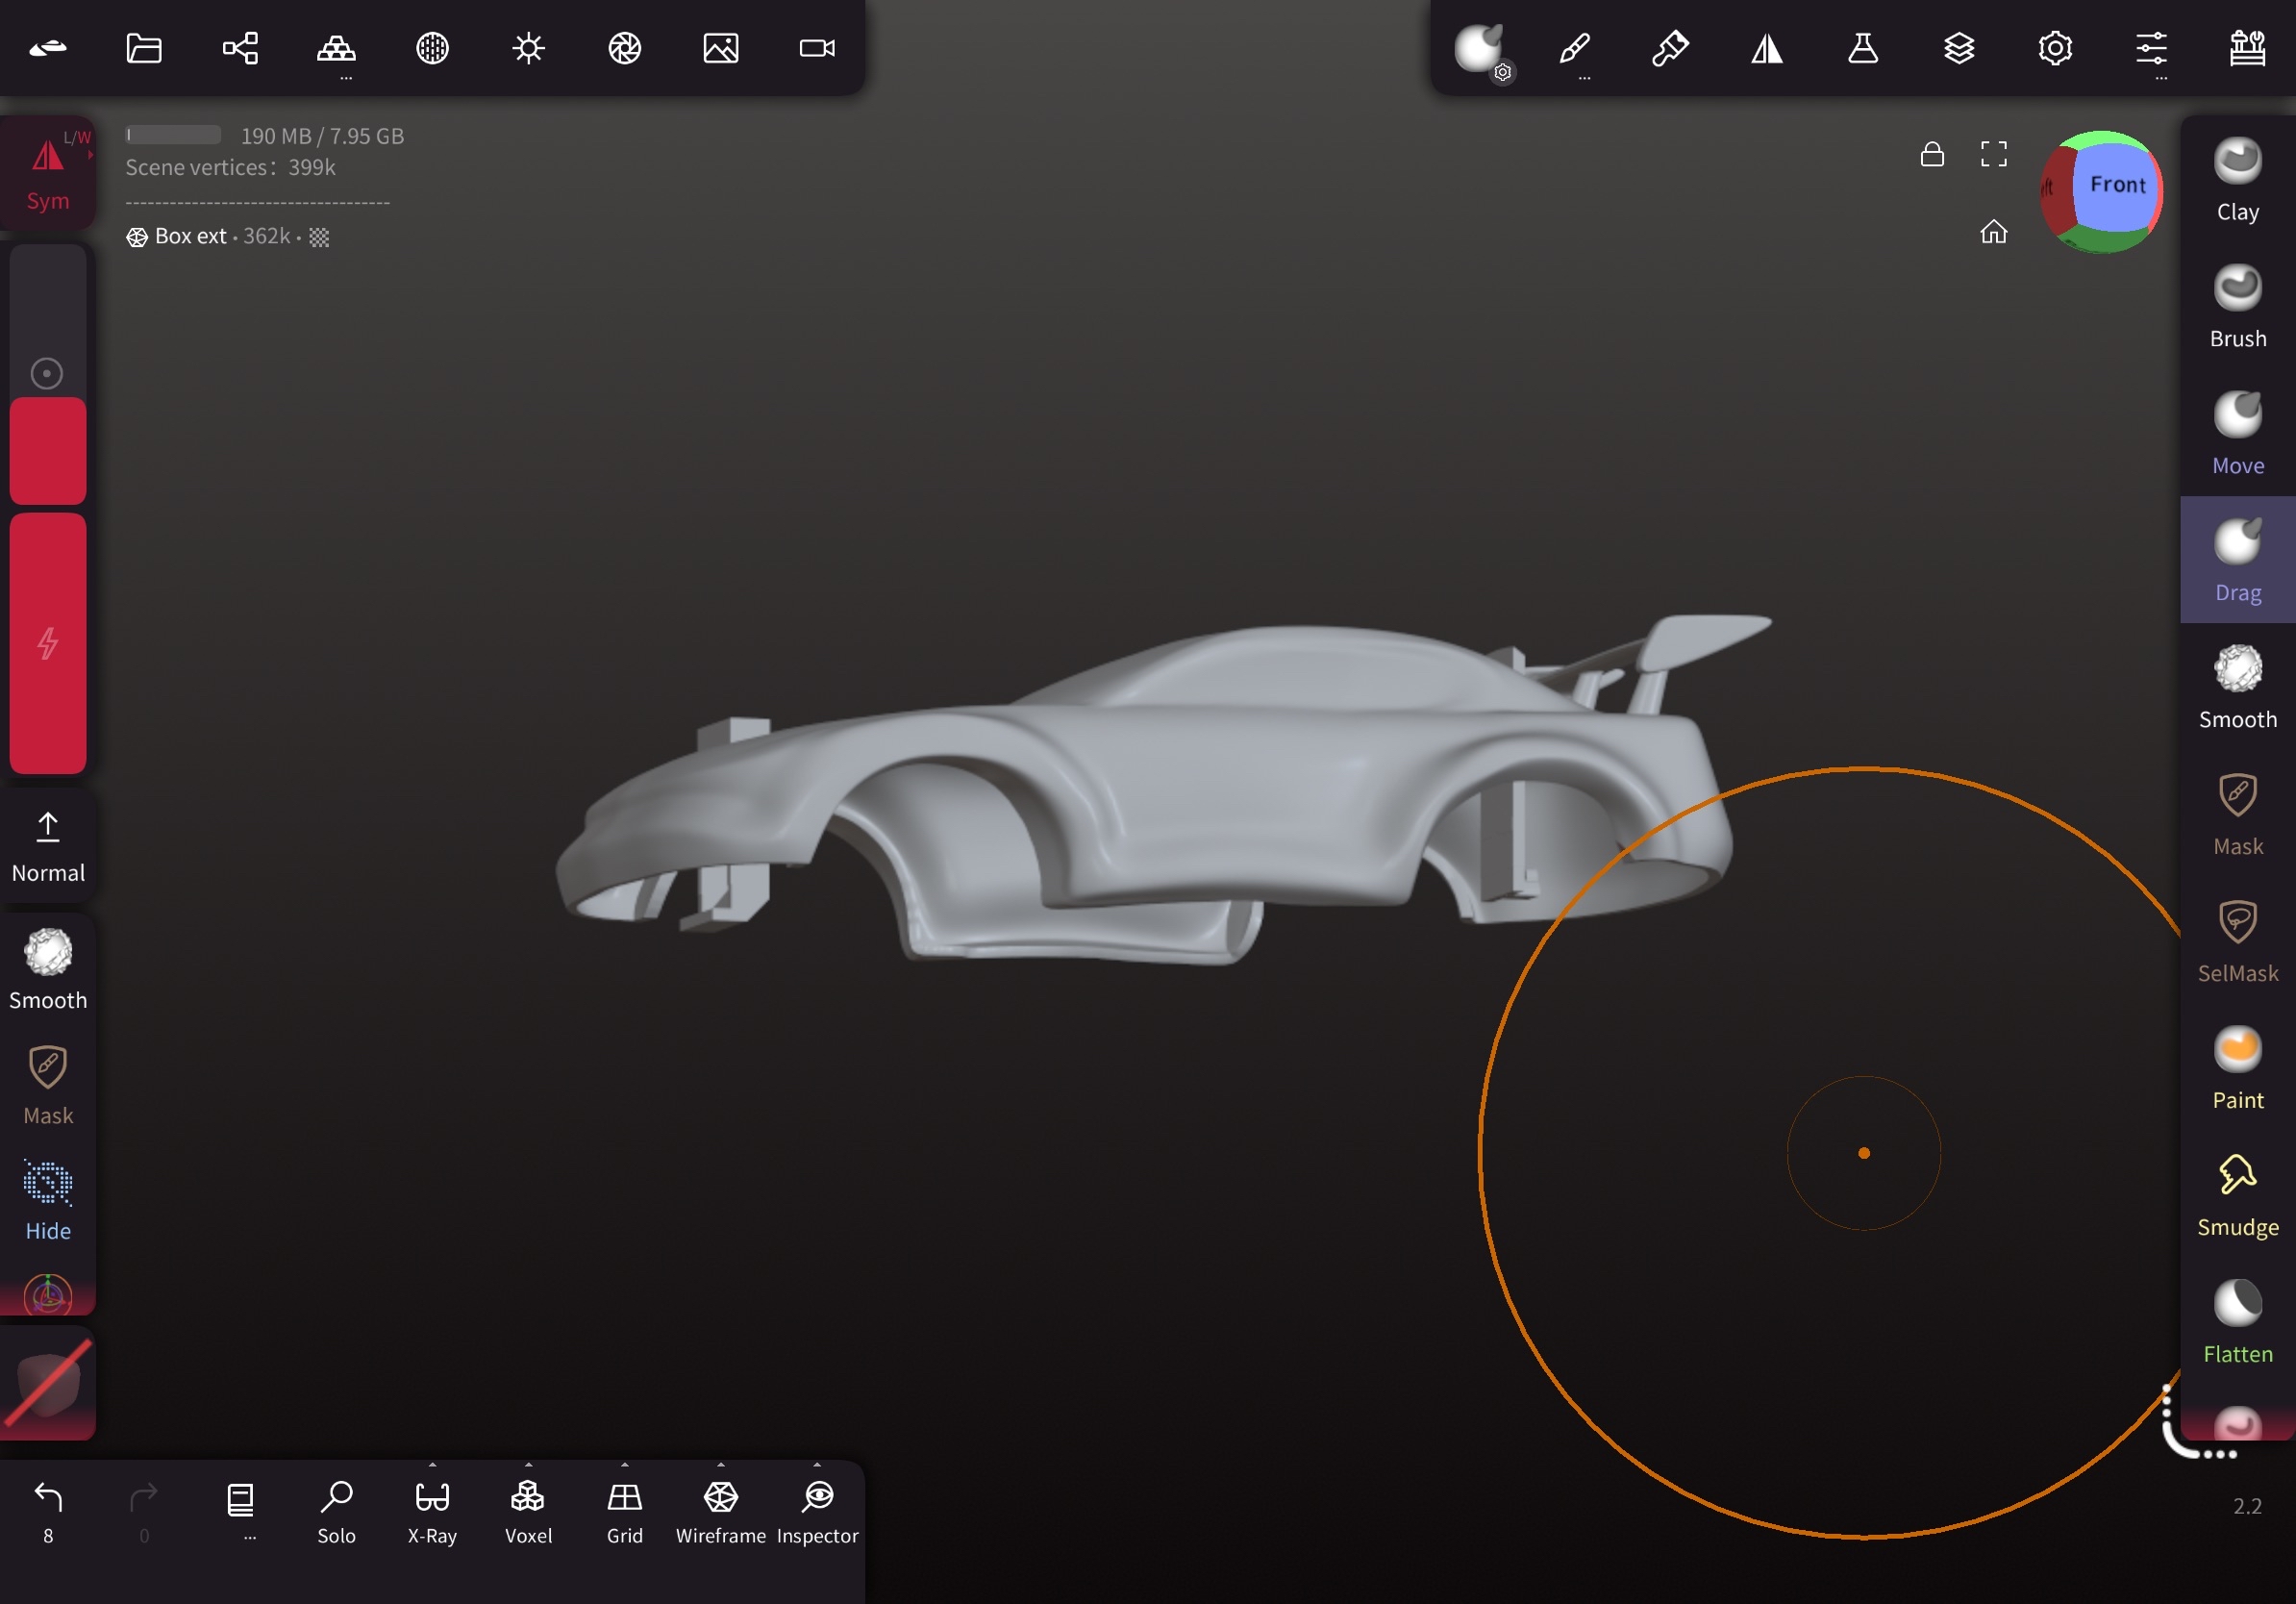 L/W
Sym
190 MB / 7.95 GB
Scene vertices: 399k
-----------------------------------
Box ext • 362k •
Front
Clay
Brush
Move
Drag
Smooth
Mask
SelMask
Paint
Smudge
Flatten
Normal
Smooth
Mask
Hide
8
0
...
Solo
X-Ray
Voxel
Grid
Wireframe
Inspector
2.2